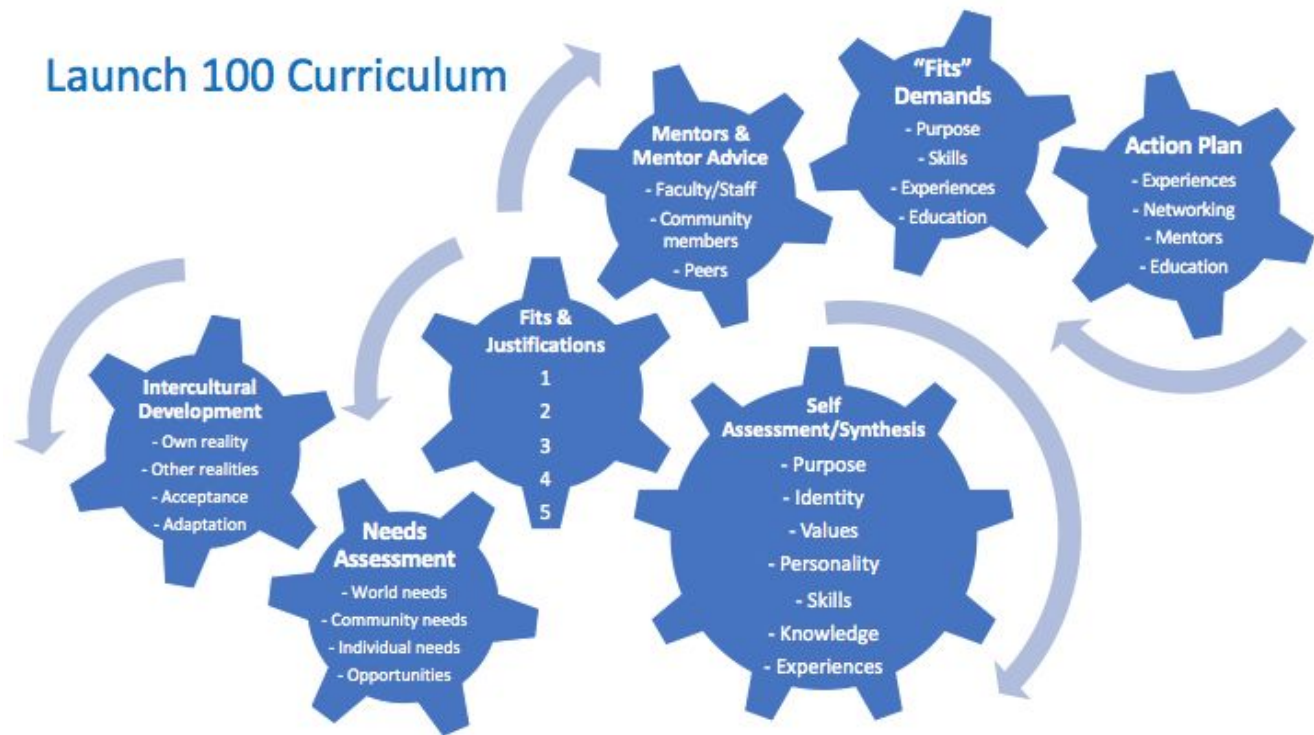 Launch 100 Curriculum
Intercultural
Development
- Own reality
- Other realities
- Acceptance
- Adaptation
Needs
Assessment
- World needs
- Community needs
- Individual needs
- Opportunities
Fits &
Justifications
1
2
3
4
5
Mentors &
Mentor Advice
- Faculty/Staff
- Community
members
- Peers
"Fits"
Demands
- Purpose
- Skills
- Experiences
- Education
Action Plan
- Experiences
- Networking
- Mentors
- Education
Self
Assessment/Synthesis
- Purpose
- Identity
- Values
- Personality
- Skills
- Knowledge
- Experiences